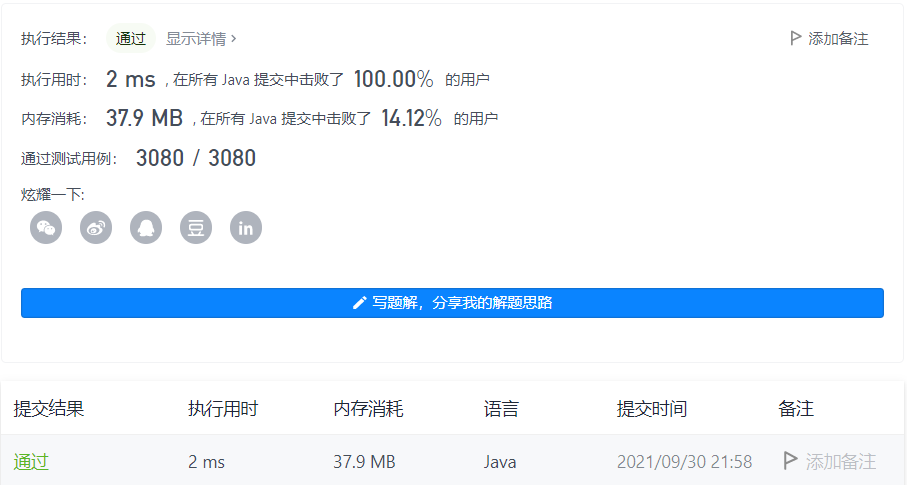 执行结果： 通过 显示详情 › 添加备注
执行用时： 2 ms , 在所有 Java 提交中击败了 100.00% 的用户
内存消耗： 37.9 MB , 在所有 Java 提交中击败了 14.12% 的用户
通过测试用例： 3080 / 3080
炫耀一下:
豆 in
写题解，分享我的解题思路
提交结果 执行用时 内存消耗 语言 提交时间 备注
通过 2 ms 37.9 MB Java 2021/09/30 21:58 添加备注